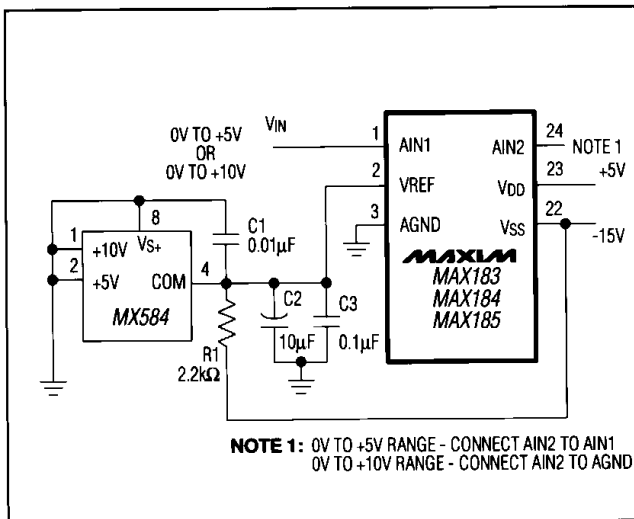 0V TO +5V
OR
0V TO +10V
VIN
1
AIN1
AIN2
24
NOTE 1
2
VREF
VDD
23
+5V
3
AGND
VSS
22
-15V
MAXIM
MAX183
MAX184
MAX185
1
+10V
2
+5V
8
VS+
COM
4
MX584
C1
0.01µF
R1
2.2kΩ
C2
10µF
C3
0.1µF
NOTE 1: 0V TO +5V RANGE - CONNECT AIN2 TO AIN1
0V TO +10V RANGE - CONNECT AIN2 TO AGND